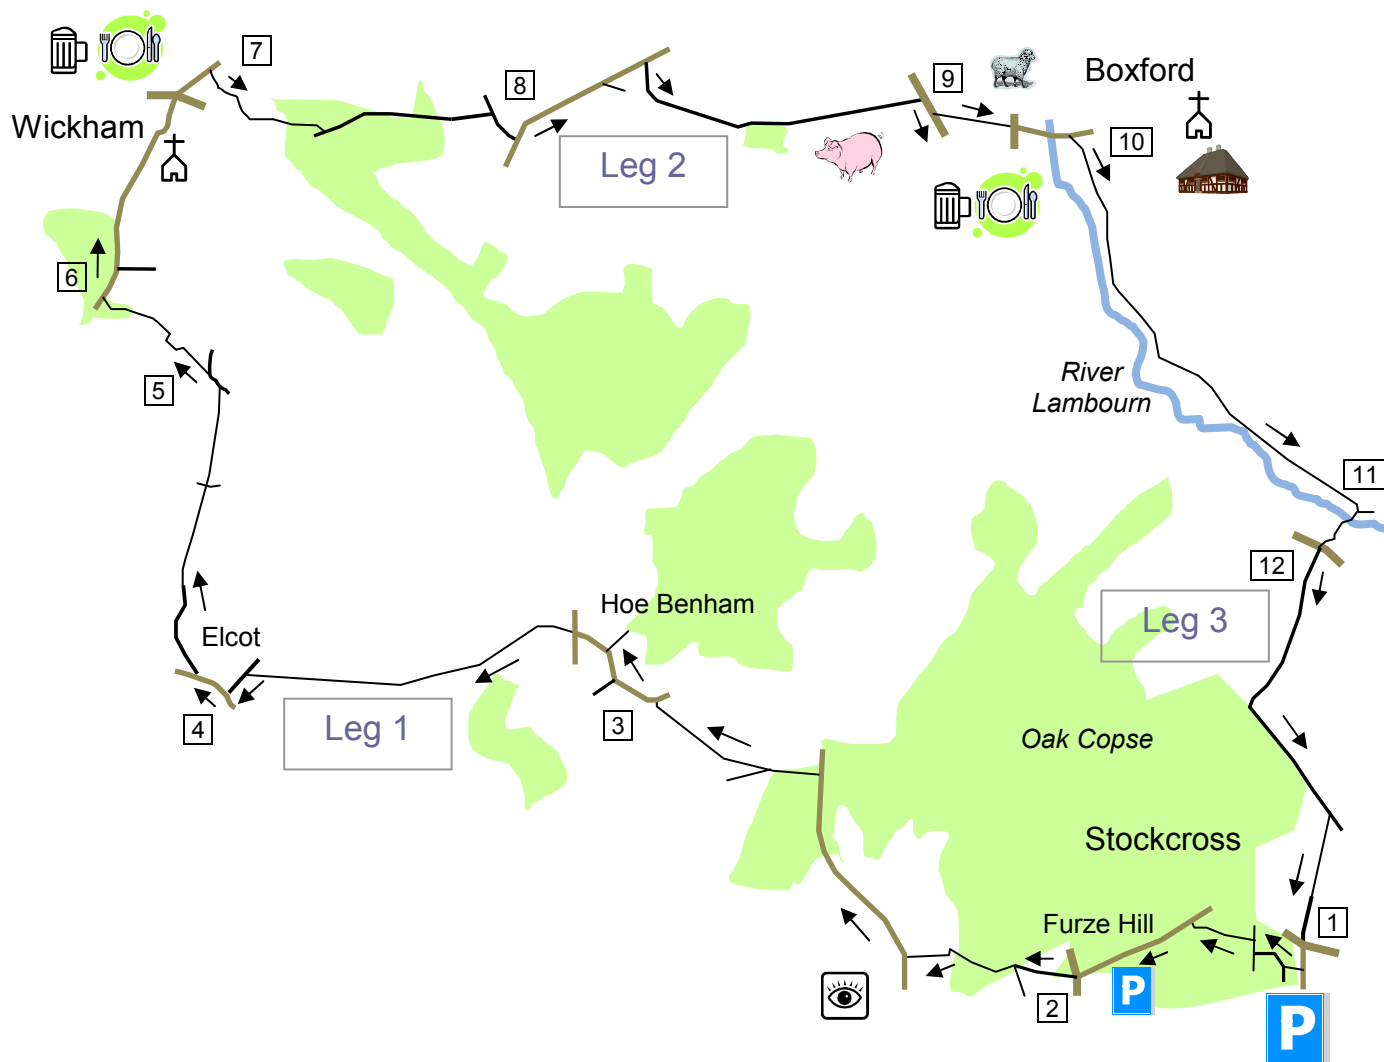 7
8
9
Boxford
Wickham
10
Leg 2
6
5
River
Lambourn
11
12
Hoe Benham
Leg 3
Elcot
4
Leg 1
3
Oak Copse
Stockcross
Furze Hill
1
2
P
P